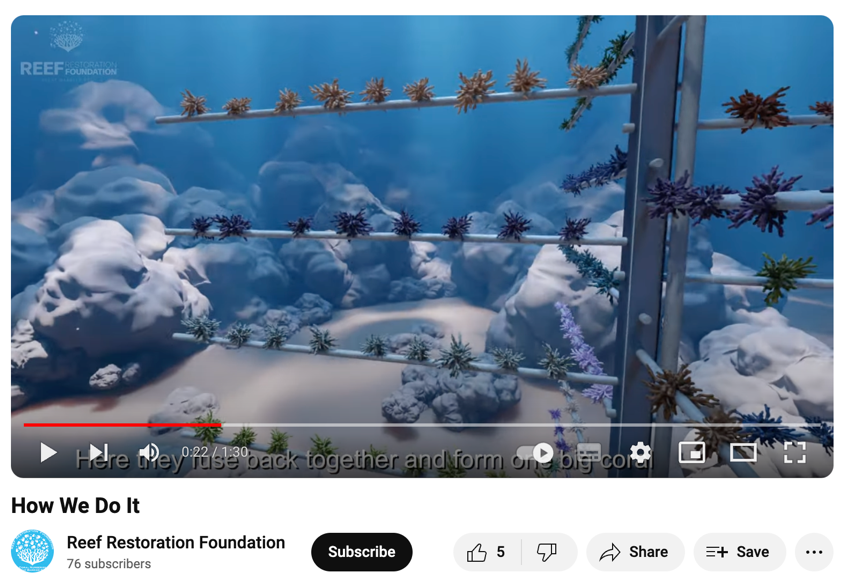 REEF RESTORATION
FOUNDATION
Here they fuse back together and form one big coral
0:22 / 1:30
How We Do It
Reef Restoration Foundation
76 subscribers
Subscribe
5
Share
Save